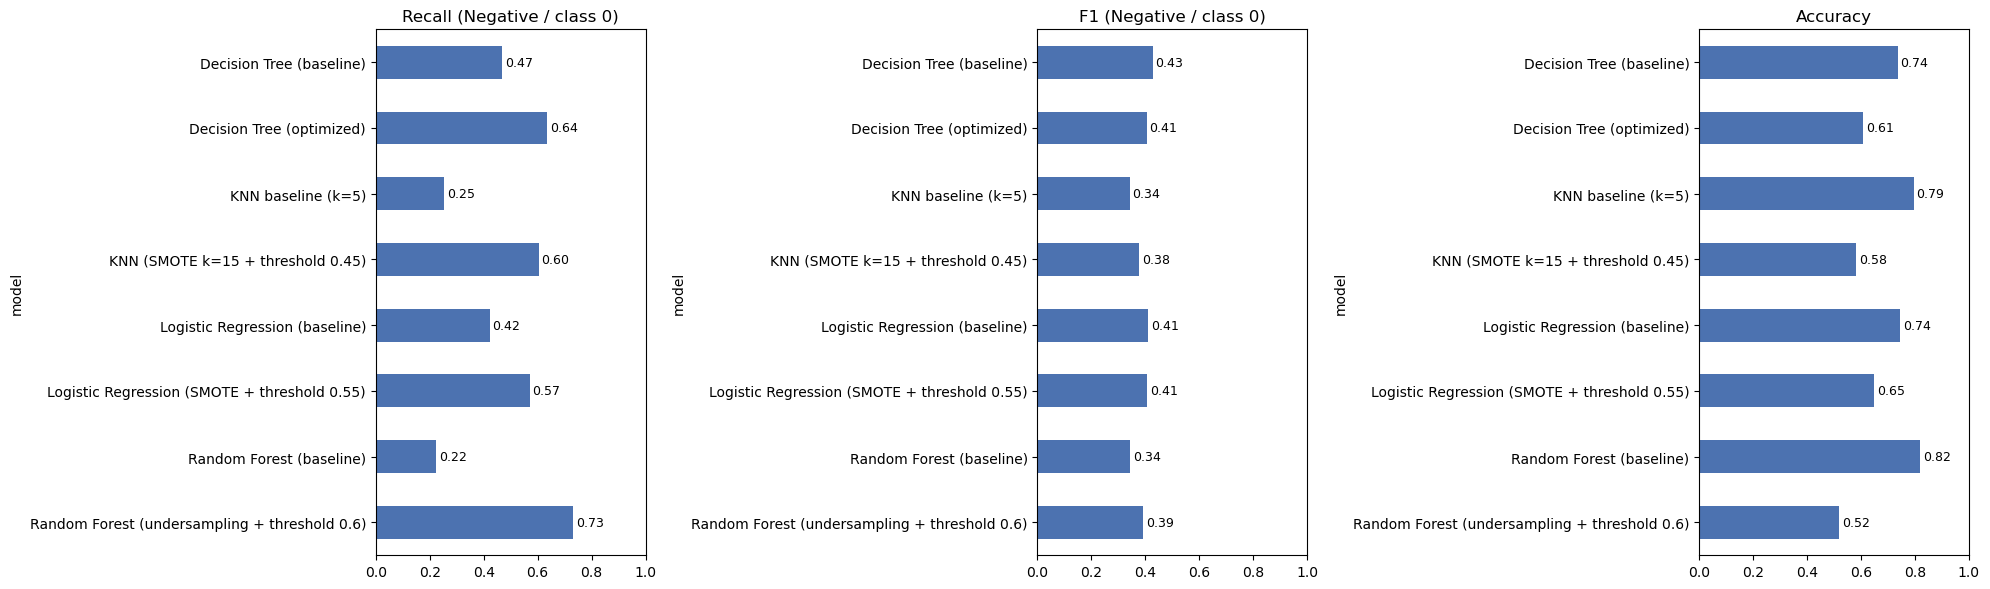 Recall (Negative / class 0)
model
Decision Tree (baseline)
0.47
Decision Tree (optimized)
0.64
KNN baseline (k=5)
0.25
KNN (SMOTE k=15 + threshold 0.45)
0.60
Logistic Regression (baseline)
0.42
Logistic Regression (SMOTE + threshold 0.55)
0.57
Random Forest (baseline)
0.22
Random Forest (undersampling + threshold 0.6)
0.73
0.0 0.2 0.4 0.6 0.8 1.0
F1 (Negative / class 0)
model
Decision Tree (baseline)
0.43
Decision Tree (optimized)
0.41
KNN baseline (k=5)
0.34
KNN (SMOTE k=15 + threshold 0.45)
0.38
Logistic Regression (baseline)
0.41
Logistic Regression (SMOTE + threshold 0.55)
0.41
Random Forest (baseline)
0.34
Random Forest (undersampling + threshold 0.6)
0.39
0.0 0.2 0.4 0.6 0.8 1.0
Accuracy
model
Decision Tree (baseline)
0.74
Decision Tree (optimized)
0.61
KNN baseline (k=5)
0.79
KNN (SMOTE k=15 + threshold 0.45)
0.58
Logistic Regression (baseline)
0.74
Logistic Regression (SMOTE + threshold 0.55)
0.65
Random Forest (baseline)
0.82
Random Forest (undersampling + threshold 0.6)
0.52
0.0 0.2 0.4 0.6 0.8 1.0